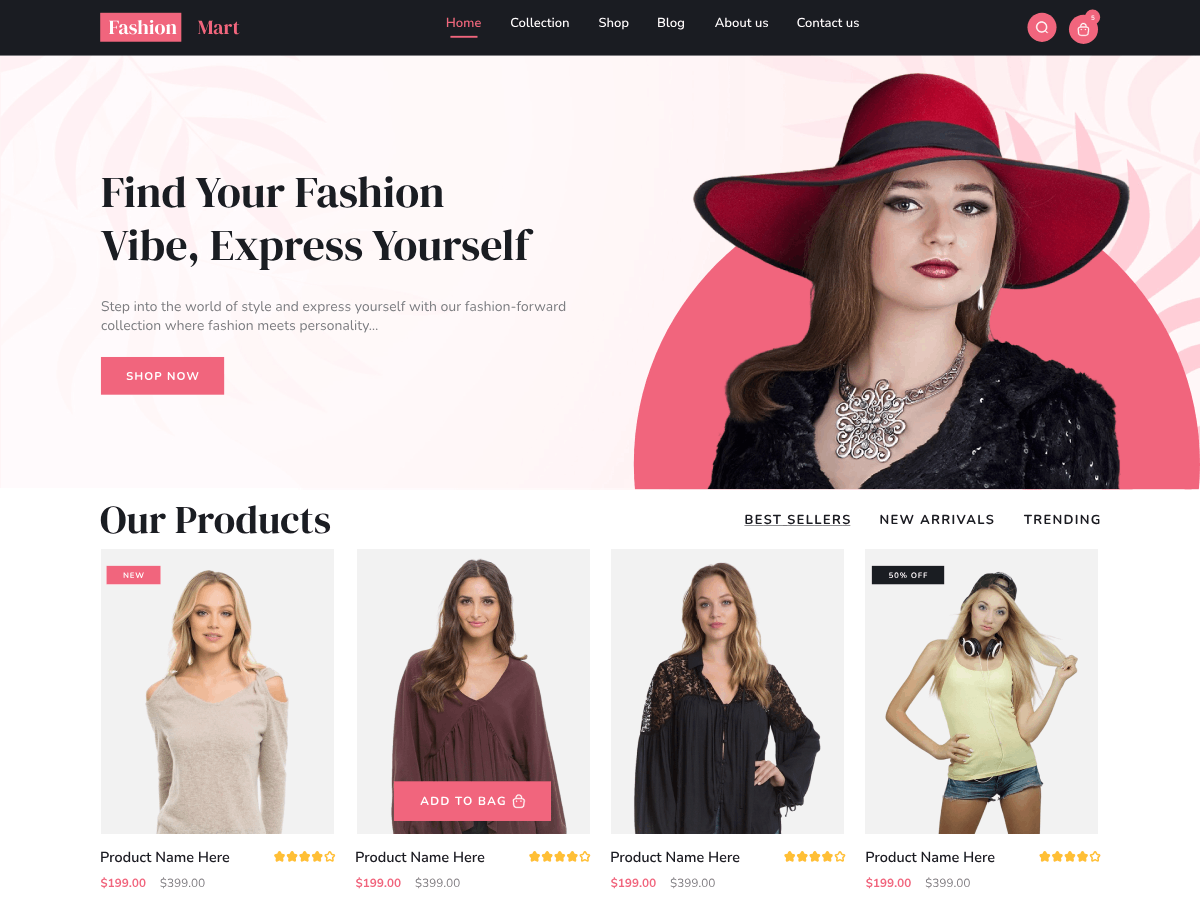 Fashion Mart
Home Collection Shop Blog About us Contact us
5
Find Your Fashion
Vibe, Express Yourself
Step into the world of style and express yourself with our fashion-forward
collection where fashion meets personality...
SHOP NOW
Our Products
BEST SELLERS NEW ARRIVALS TRENDING
NEW
50% OFF
ADD TO BAG
Product Name Here
$199.00 $399.00
Product Name Here
$199.00 $399.00
Product Name Here
$199.00 $399.00
Product Name Here
$199.00 $399.00